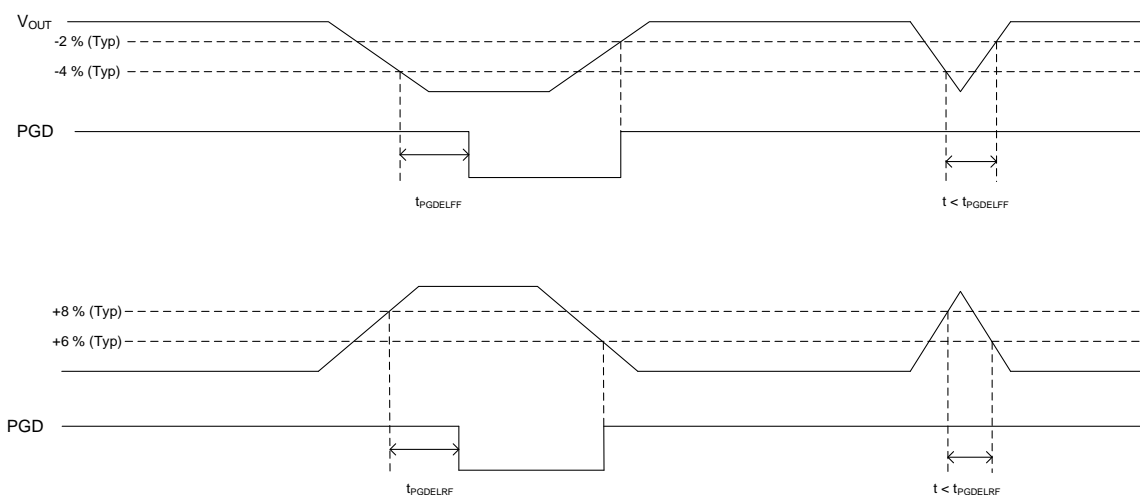 VOUT
-2 % (Typ)
-4 % (Typ)
PGD
tPGDELFF
t < tPGDELFF
+8 % (Typ)
+6 % (Typ)
PGD
tPGDELRF
t < tPGDELRF